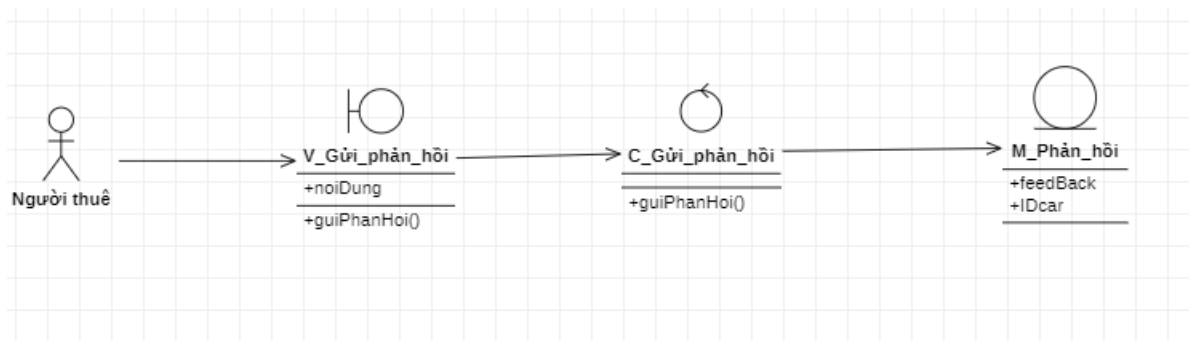 Người thuê
V_Gửi_phản_hồi
+noiDung
+guiPhanHoi()
C_Gửi_phản_hồi
+guiPhanHoi()
M_Phản_hồi
+feedBack
+IDcar